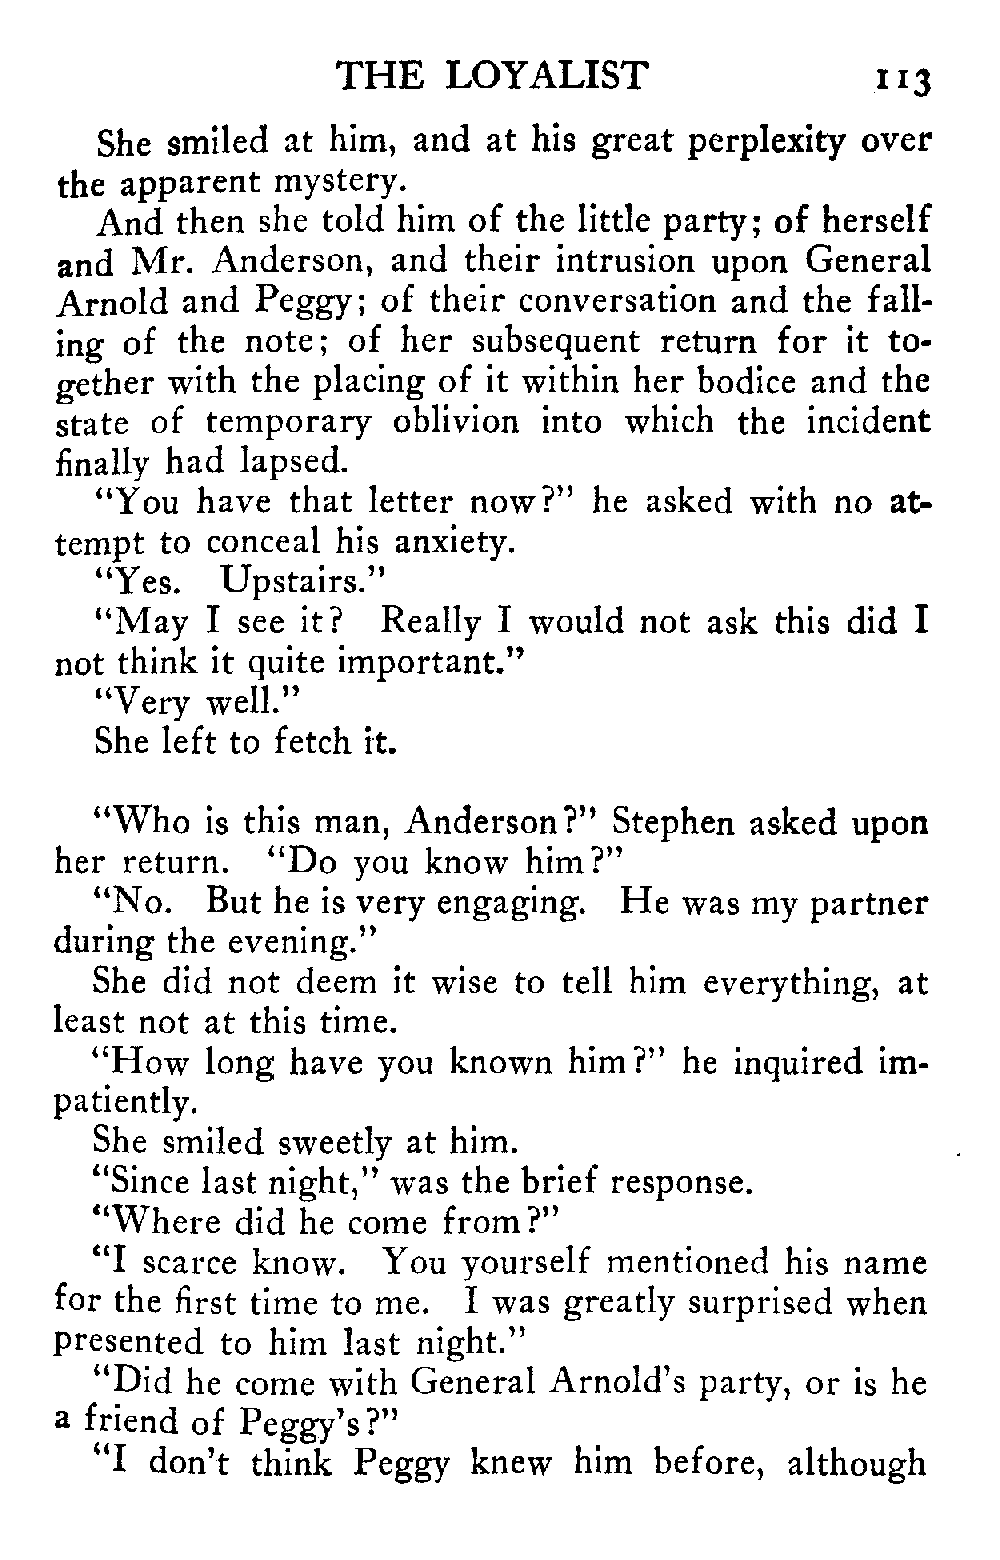 THE LOYALIST 113
She smiled at him, and at his great perplexity over
the apparent mystery.
And then she told him of the little party; of herself
and Mr. Anderson, and their intrusion upon General
Arnold and Peggy; of their conversation and the fall-
ing of the note; of her subsequent return for it to-
gether with the placing of it within her bodice and the
state of temporary oblivion into which the incident
finally had lapsed.
"You have that letter now?" he asked with no at-
tempt to conceal his anxiety.
"Yes. Upstairs."
"May I see it? Really I would not ask this did I
not think it quite important."
"Very well."
She left to fetch it.
"Who is this man, Anderson?" Stephen asked upon
her return. "Do you know him?"
"No. But he is very engaging. He was my partner
during the evening."
She did not deem it wise to tell him everything, at
least not at this time.
"How long have you known him?" he inquired im-
patiently.
She smiled sweetly at him.
"Since last night," was the brief response.
"Where did he come from?"
"I scarce know. You yourself mentioned his name
for the first time to me. I was greatly surprised when
presented to him last night."
"Did he come with General Arnold's party, or is he
a friend of Peggy's?"
"I don't think Peggy knew him before, although